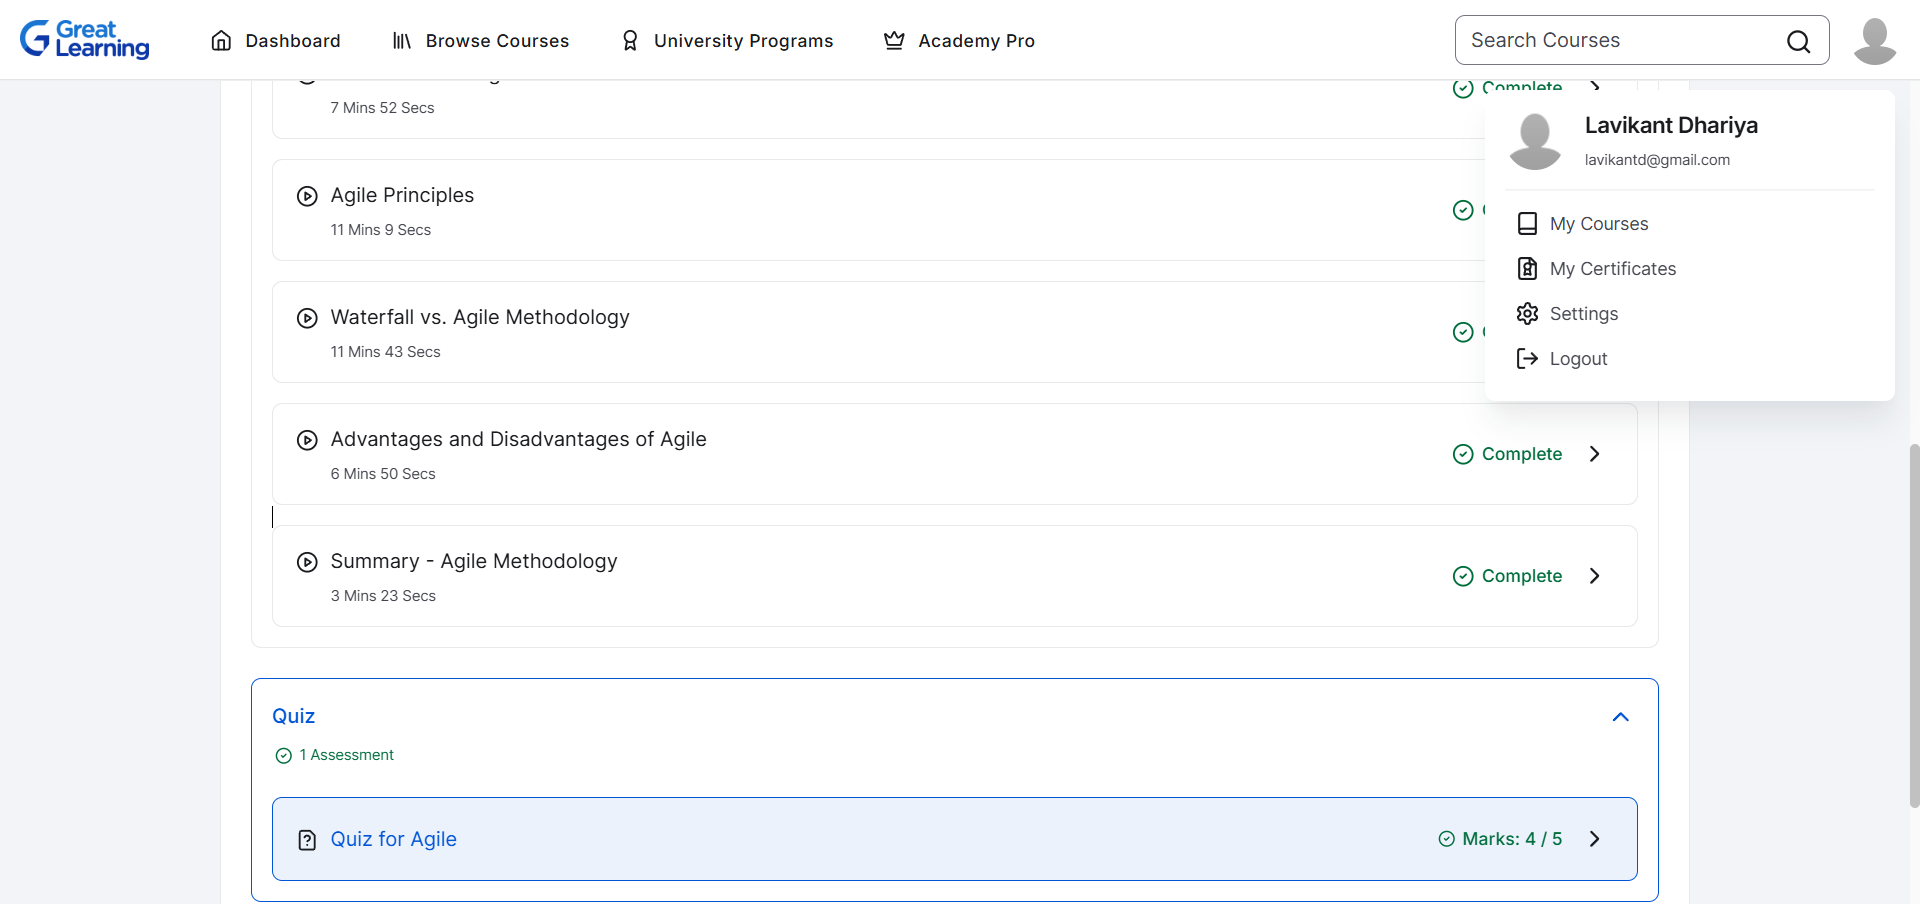 Great Learning
Dashboard
Browse Courses
University Programs
Academy Pro
Search Courses
7 Mins 52 Secs
Complete
Lavikant Dhariya
lavikantd@gmail.com
My Courses
My Certificates
Settings
Logout
Agile Principles
11 Mins 9 Secs
Waterfall vs. Agile Methodology
11 Mins 43 Secs
Advantages and Disadvantages of Agile
6 Mins 50 Secs
Complete
Summary - Agile Methodology
3 Mins 23 Secs
Complete
Quiz
1 Assessment
Quiz for Agile
Marks: 4 / 5